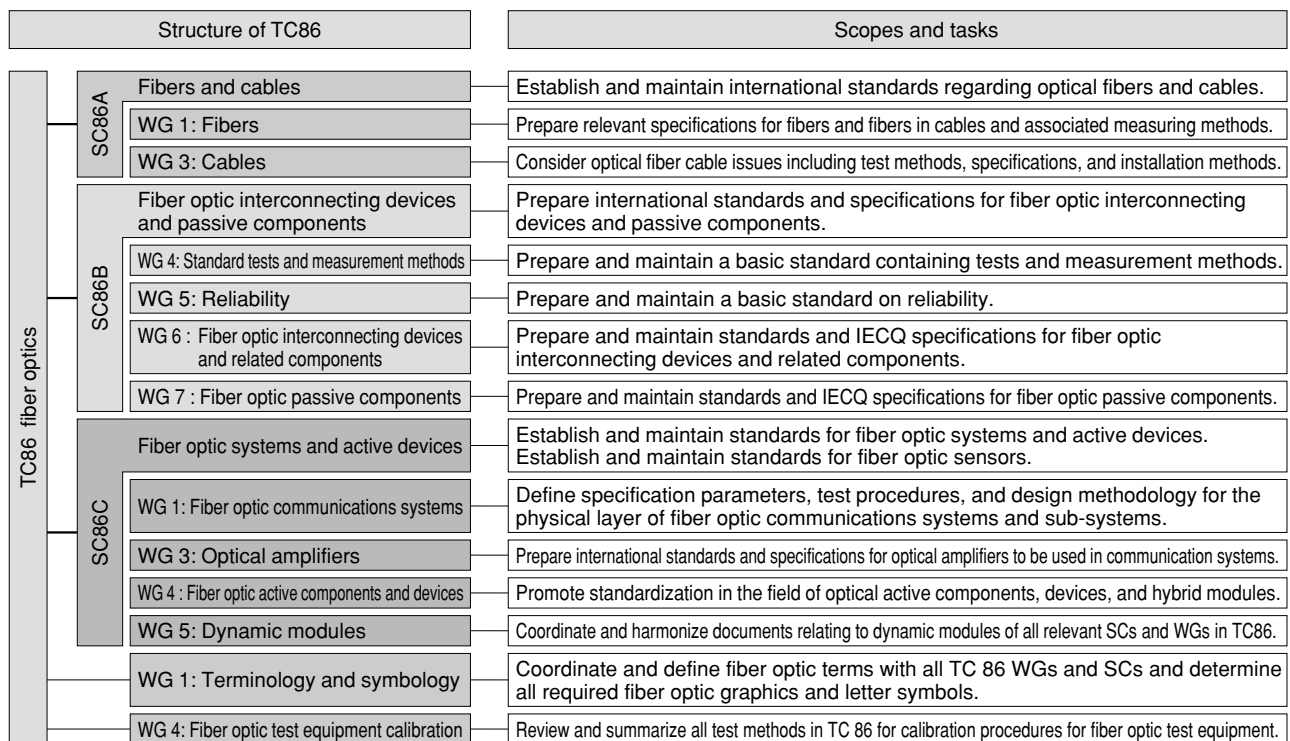 Structure of TC86
Scopes and tasks
TC86 fiber optics
SC86A
Fibers and cables
Establish and maintain international standards regarding optical fibers and cables.
WG 1: Fibers
Prepare relevant specifications for fibers and fibers in cables and associated measuring methods.
WG 3: Cables
Consider optical fiber cable issues including test methods, specifications, and installation methods.
SC86B
Fiber optic interconnecting devices
and passive components
Prepare international standards and specifications for fiber optic interconnecting
devices and passive components.
WG 4: Standard tests and measurement methods
Prepare and maintain a basic standard containing tests and measurement methods.
WG 5: Reliability
Prepare and maintain a basic standard on reliability.
WG 6 : Fiber optic interconnecting devices
and related components
Prepare and maintain standards and IECQ specifications for fiber optic
interconnecting devices and related components.
WG 7 : Fiber optic passive components
Prepare and maintain standards and IECQ specifications for fiber optic passive components.
SC86C
Fiber optic systems and active devices
Establish and maintain standards for fiber optic systems and active devices.
Establish and maintain standards for fiber optic sensors.
WG 1: Fiber optic communications systems
Define specification parameters, test procedures, and design methodology for the
physical layer of fiber optic communications systems and sub-systems.
WG 3: Optical amplifiers
Prepare international standards and specifications for optical amplifiers to be used in communication systems.
WG 4 : Fiber optic active components and devices
Promote standardization in the field of optical active components, devices, and hybrid modules.
WG 5: Dynamic modules
Coordinate and harmonize documents relating to dynamic modules of all relevant SCs and WGs in TC86.
WG 1: Terminology and symbology
Coordinate and define fiber optic terms with all TC 86 WGs and SCs and determine
all required fiber optic graphics and letter symbols.
WG 4: Fiber optic test equipment calibration
Review and summarize all test methods in TC 86 for calibration procedures for fiber optic test equipment.